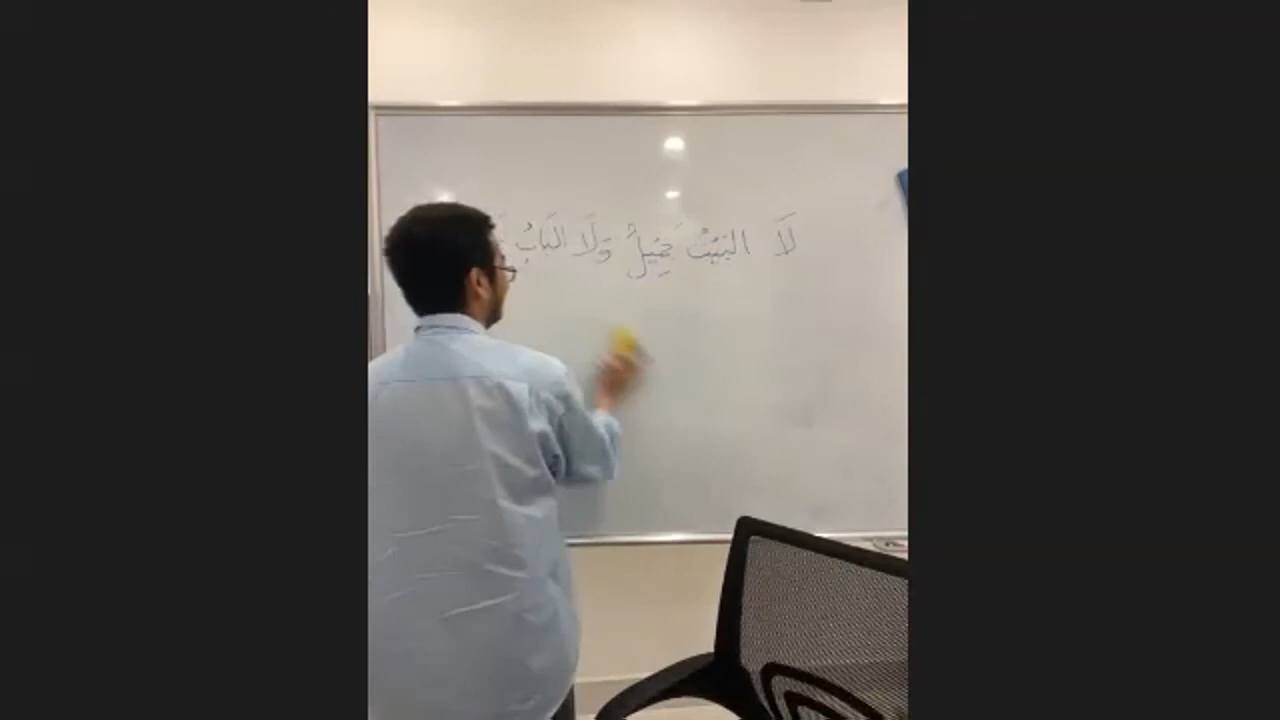 لَا البَيْتُ جَمِيلٌ وَلَا البَابُ